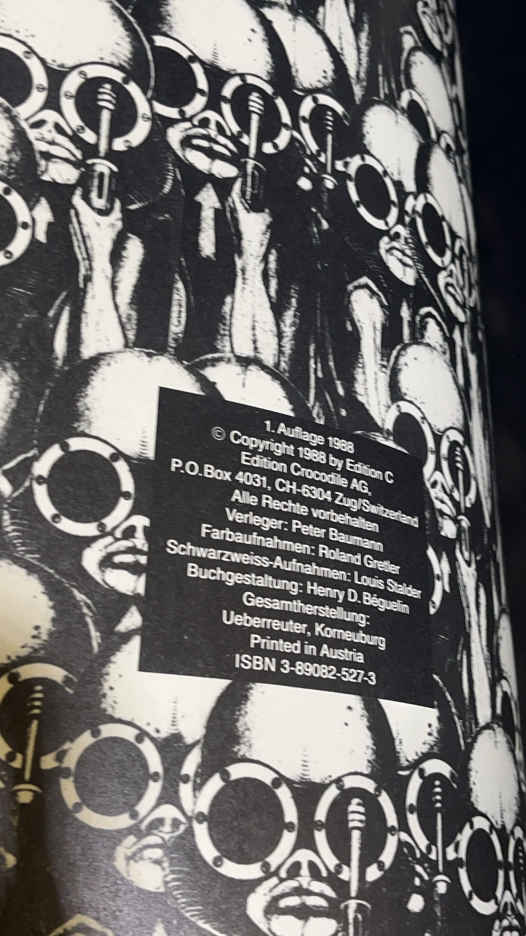 1. Auflage 1988
© Copyright 1988 by Edition C
Edition Crocodile AG,
P.O.Box 4031, CH-6304 Zug/Switzerland
Alle Rechte vorbehalten
Verleger: Peter Baumann
Farbaufnahmen: Roland Gretler
Schwarzweiss-Aufnahmen: Louis Stalder
Buchgestaltung: Henry D. Béguelin
Gesamtherstellung:
Ueberreuter, Korneuburg
Printed in Austria
ISBN 3-89082-527-3